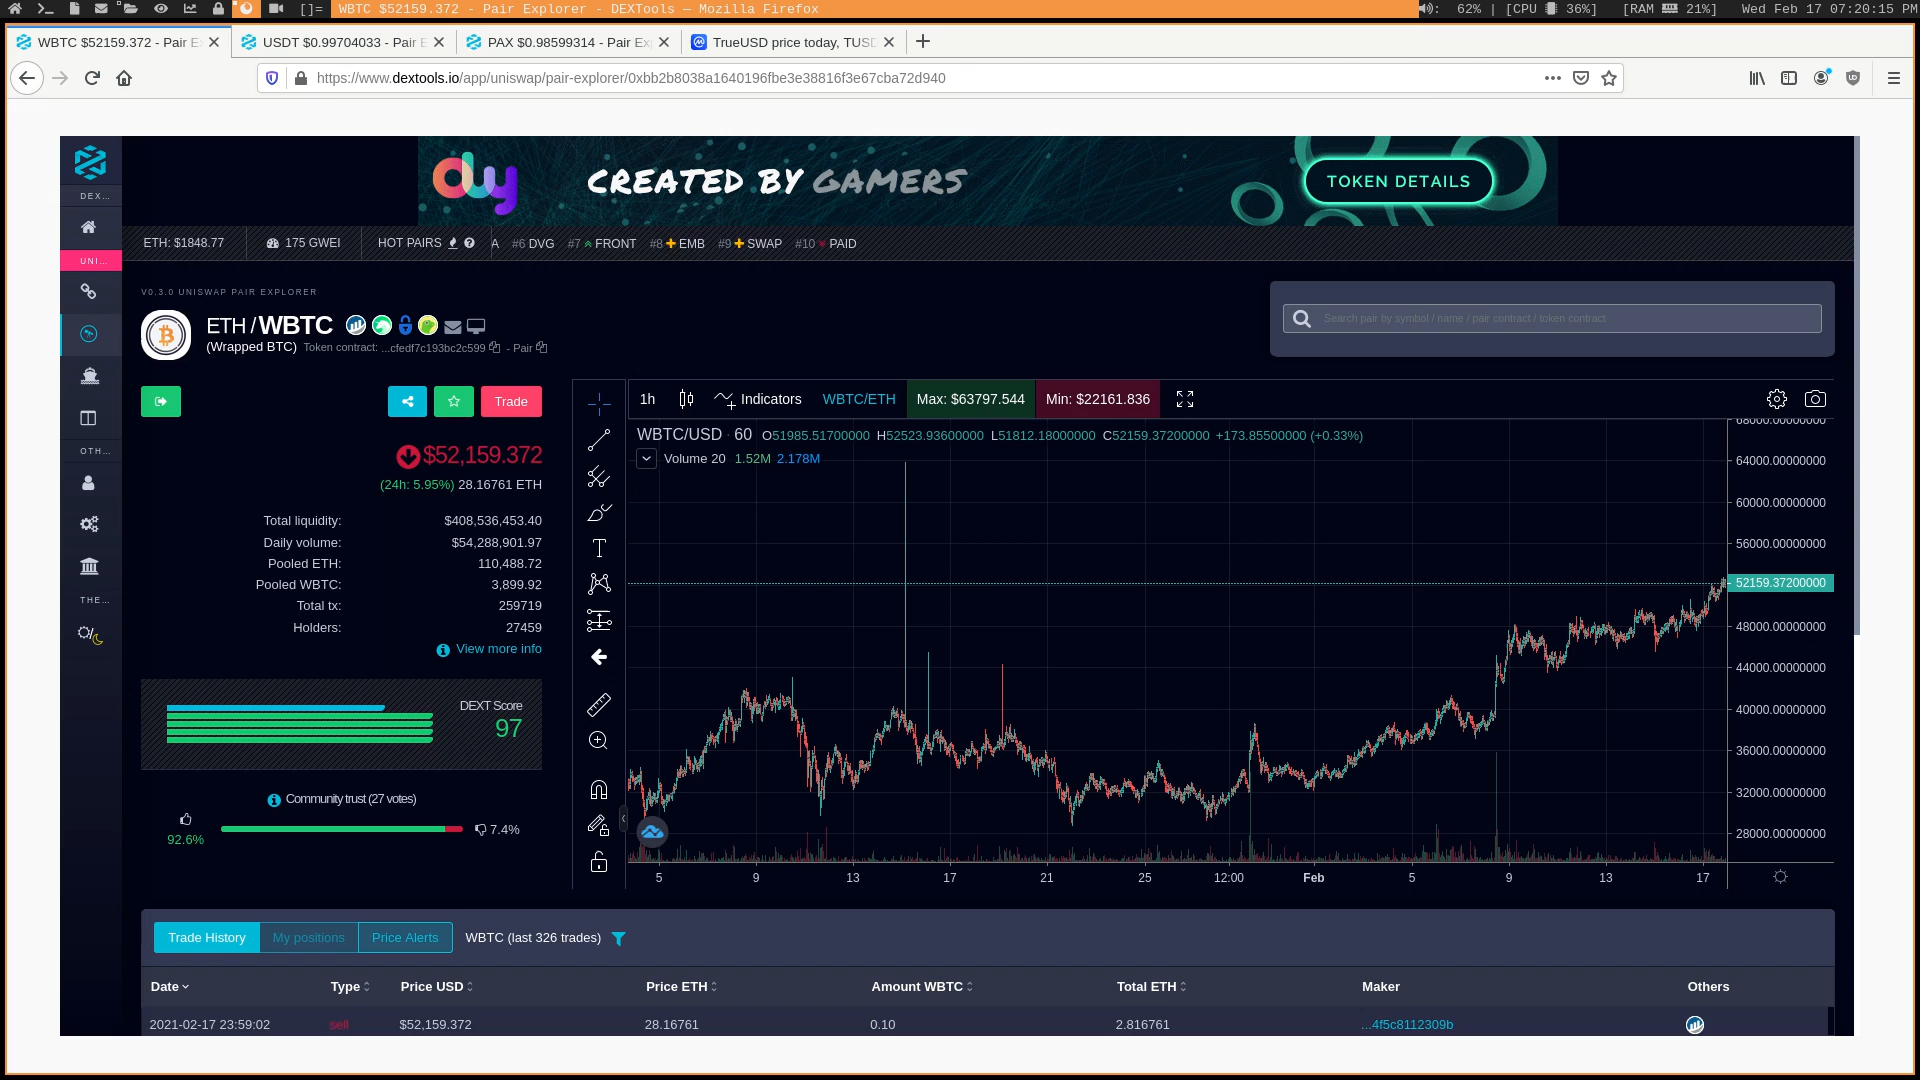 []= WBTC $52159.372 - Pair Explorer - DEXTools — Mozilla Firefox : 62% | [CPU 36%] [RAM 21%] Wed Feb 17 07:20:15 PM
WBTC $52159.372 - Pair E USDT $0.99704033 - Pair E PAX $0.98599314 - Pair Ex TrueUSD price today, TUSD
https://www.dextools.io/app/uniswap/pair-explorer/0xbb2b8038a1640196fbe3e38816f3e67cba72d940
DEX...
CREATED BY GAMERS
TOKEN DETAILS
ETH: $1848.77 175 GWEI HOT PAIRS A #6 DVG #7 FRONT #8 EMB #9 SWAP #10 PAID
UNI...
V0.3.0 UNISWAP PAIR EXPLORER
ETH / WBTC
(Wrapped BTC) Token contract: ...cfedf7c193bc2c599 - Pair
Search pair by symbol / name / pair contract / token contract
Trade
1h Indicators WBTC/ETH Max: $63797.544 Min: $22161.836
WBTC/USD · 60 O51985.51700000 H52523.93600000 L51812.18000000 C52159.37200000 +173.85500000 (+0.33%)
Volume 20 1.52M 2.178M
$52,159.372
(24h: 5.95%) 28.16761 ETH
Total liquidity: $408,536,453.40
Daily volume: $54,288,901.97
Pooled ETH: 110,488.72
Pooled WBTC: 3,899.92
Total tx: 259719
Holders: 27459
View more info
OTH...
THE...
DEXT Score
97
Community trust (27 votes)
92.6%
7.4%
68000.00000000
64000.00000000
60000.00000000
56000.00000000
52159.37200000
48000.00000000
44000.00000000
40000.00000000
36000.00000000
32000.00000000
28000.00000000
5 9 13 17 21 25 12:00 Feb 5 9 13 17
Trade History My positions Price Alerts WBTC (last 326 trades)
Date Type Price USD Price ETH Amount WBTC Total ETH Maker Others
2021-02-17 23:59:02 sell $52,159.372 28.16761 0.10 2.816761 ...4f5c8112309b